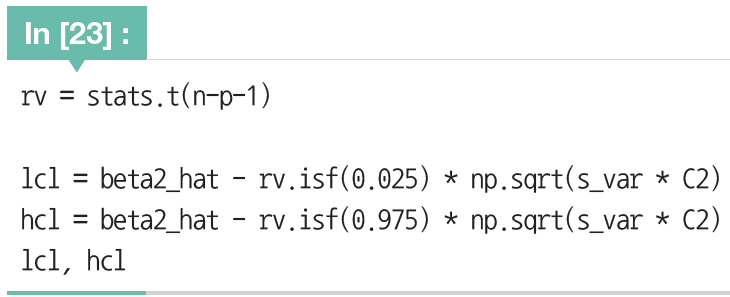 In [23] :
rv = stats.t(n-p-1)
lcl = beta2_hat - rv.isf(0.025) * np.sqrt(s_var * C2)
hcl = beta2_hat - rv.isf(0.975) * np.sqrt(s_var * C2)
lcl, hcl